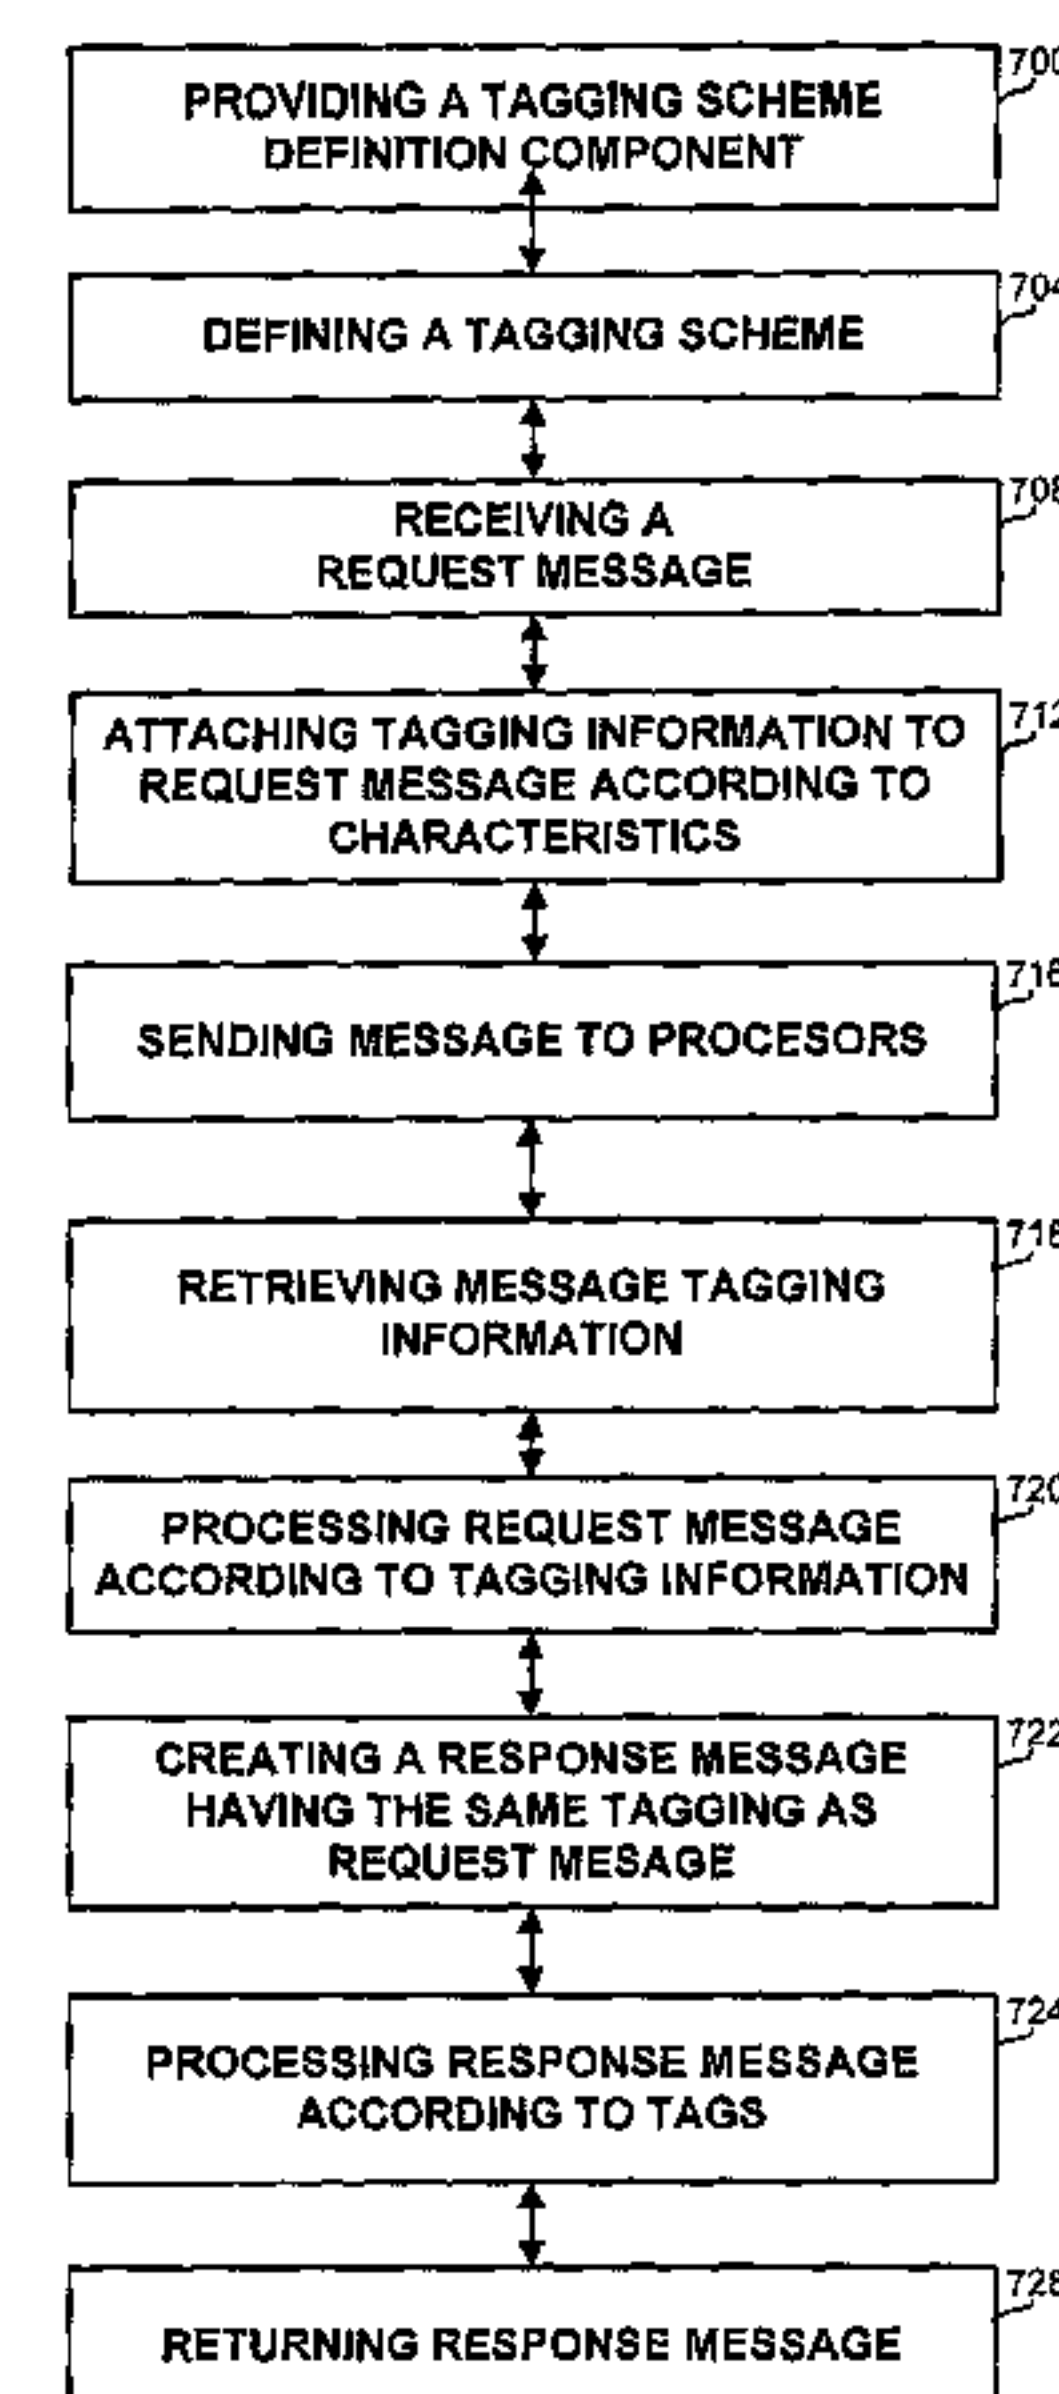 PROVIDING A TAGGING SCHEME
DEFINITION COMPONENT
700
DEFINING A TAGGING SCHEME
704
RECEIVING A
REQUEST MESSAGE
708
ATTACHING TAGGING INFORMATION TO
REQUEST MESSAGE ACCORDING TO
CHARACTERISTICS
712
SENDING MESSAGE TO PROCESORS
716
RETRIEVING MESSAGE TAGGING
INFORMATION
718
PROCESSING REQUEST MESSAGE
ACCORDING TO TAGGING INFORMATION
720
CREATING A RESPONSE MESSAGE
HAVING THE SAME TAGGING AS
REQUEST MESAGE
722
PROCESSING RESPONSE MESSAGE
ACCORDING TO TAGS
724
RETURNING RESPONSE MESSAGE
728